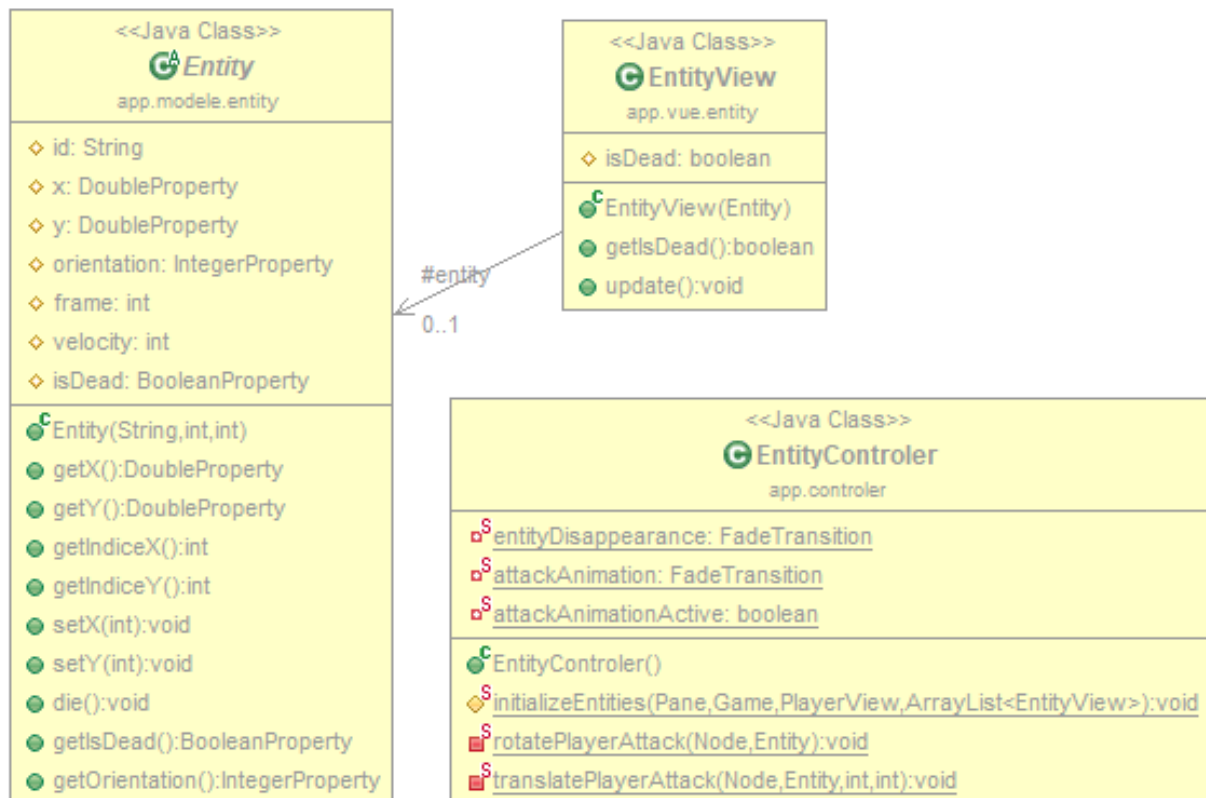 <<Java Class>>
Entity
app.modele.entity
id: String
x: DoubleProperty
y: DoubleProperty
orientation: IntegerProperty
frame: int
velocity: int
isDead: BooleanProperty
Entity(String,int,int)
getX():DoubleProperty
getY():DoubleProperty
getIndiceX():int
getIndiceY():int
setX(int):void
setY(int):void
die():void
getIsDead():BooleanProperty
getOrientation():IntegerProperty
<<Java Class>>
EntityView
app.vue.entity
isDead: boolean
EntityView(Entity)
getIsDead():boolean
update():void
#entity
0..1
<<Java Class>>
EntityControler
app.controler
entityDisappearance: FadeTransition
attackAnimation: FadeTransition
attackAnimationActive: boolean
EntityControler()
initializeEntities(Pane,Game,PlayerView,ArrayList<EntityView>):void
rotatePlayerAttack(Node,Entity):void
translatePlayerAttack(Node,Entity,int,int):void